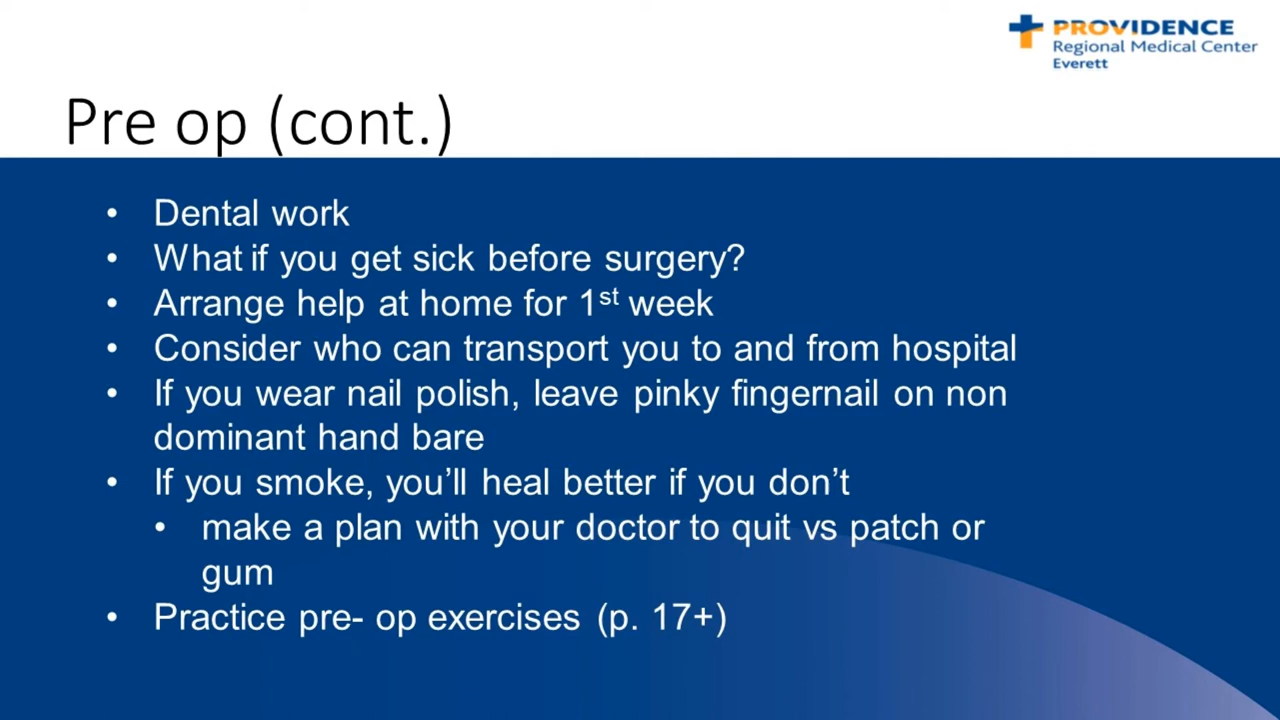 PROVIDENCE
Regional Medical Center
Everett
Pre op (cont.)
• Dental work
• What if you get sick before surgery?
• Arrange help at home for 1st week
• Consider who can transport you to and from hospital
• If you wear nail polish, leave pinky fingernail on non
dominant hand bare
• If you smoke, you’ll heal better if you don’t
• make a plan with your doctor to quit vs patch or
gum
• Practice pre- op exercises (p. 17+)